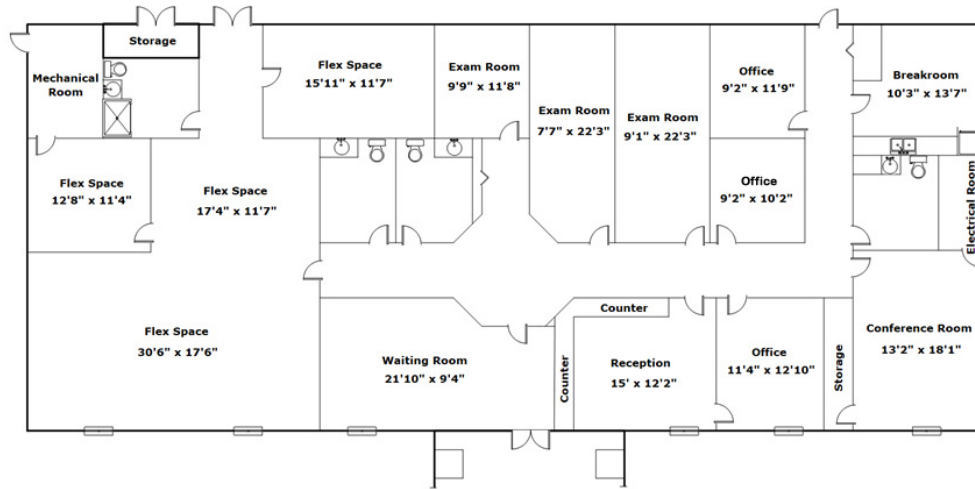 Storage
Mechanical
Room
Flex Space
15'11" x 11'7"
Exam Room
9'9" x 11'8"
Exam Room
7'7" x 22'3"
Exam Room
9'1" x 22'3"
Office
9'2" x 11'9"
Breakroom
10'3" x 13'7"
Flex Space
12'8" x 11'4"
Flex Space
17'4" x 11'7"
Office
9'2" x 10'2"
Electrical Room
Flex Space
30'6" x 17'6"
Waiting Room
21'10" x 9'4"
Counter
Counter
Reception
15' x 12'2"
Office
11'4" x 12'10"
Storage
Conference Room
13'2" x 18'1"